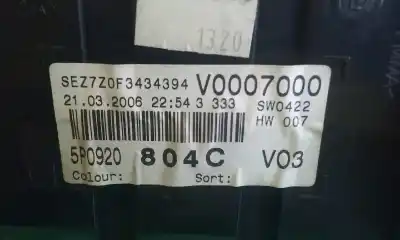 1320
SEZ7Z0F3434394 V0007000
21.03.2006 22:54 3 333 SW0422
HW 007
5P0920 804C V03
Colour: Sort: